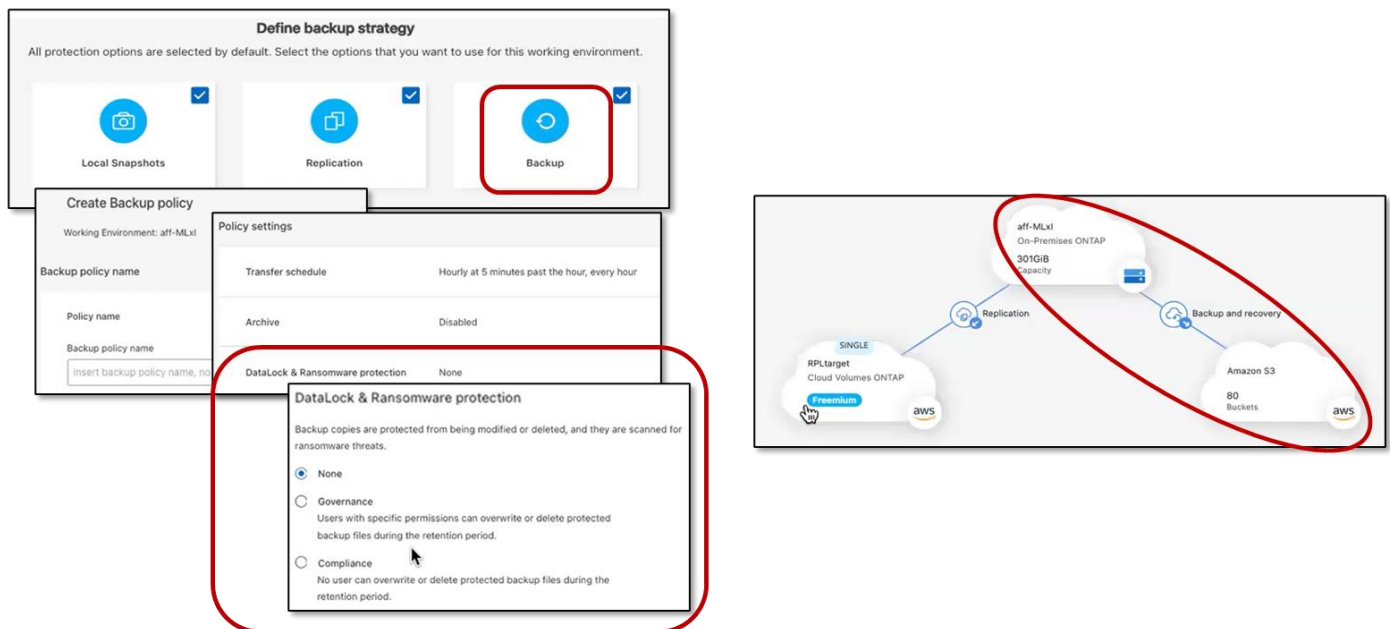 Define backup strategy
All protection options are selected by default. Select the options that you want to use for this working environment.
Local Snapshots
Replication
Backup
Create Backup policy
Working Environment: aff-MLxl
Backup policy name
Policy name
Backup policy name
Insert backup policy name, no
Policy settings
Transfer schedule
Hourly at 5 minutes past the hour, every hour
Archive
Disabled
DataLock & Ransomware protection
None
DataLock & Ransomware protection
Backup copies are protected from being modified or deleted, and they are scanned for
ransomware threats.
None
Governance
Users with specific permissions can overwrite or delete protected
backup files during the retention period.
Compliance
No user can overwrite or delete protected backup files during the
retention period.
aff-MLxl
On-Premises ONTAP
301GiB
Capacity
Replication
Backup and recovery
SINGLE
RPLtarget
Cloud Volumes ONTAP
Freemium
aws
Amazon S3
80
Buckets
aws